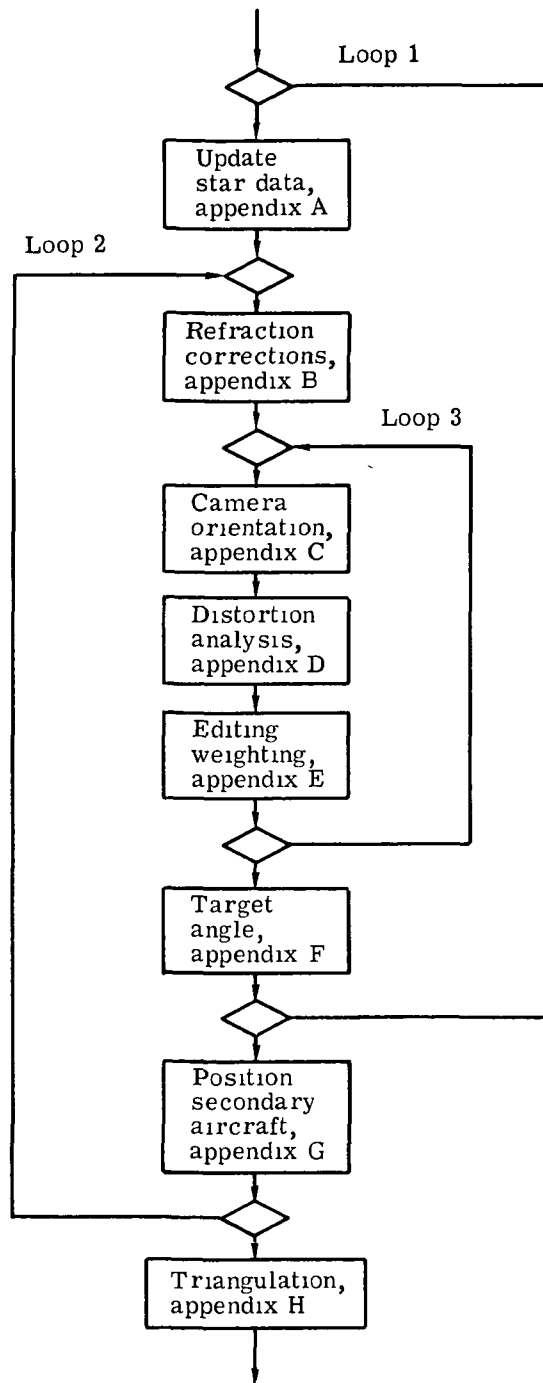 Loop 1
Update
star data,
appendix A
Loop 2
Refraction
corrections,
appendix B
Loop 3
Camera
orientation,
appendix C
Distortion
analysis,
appendix D
Editing
weighting,
appendix E
Target
angle,
appendix F
Position
secondary
aircraft,
appendix G
Triangulation,
appendix H